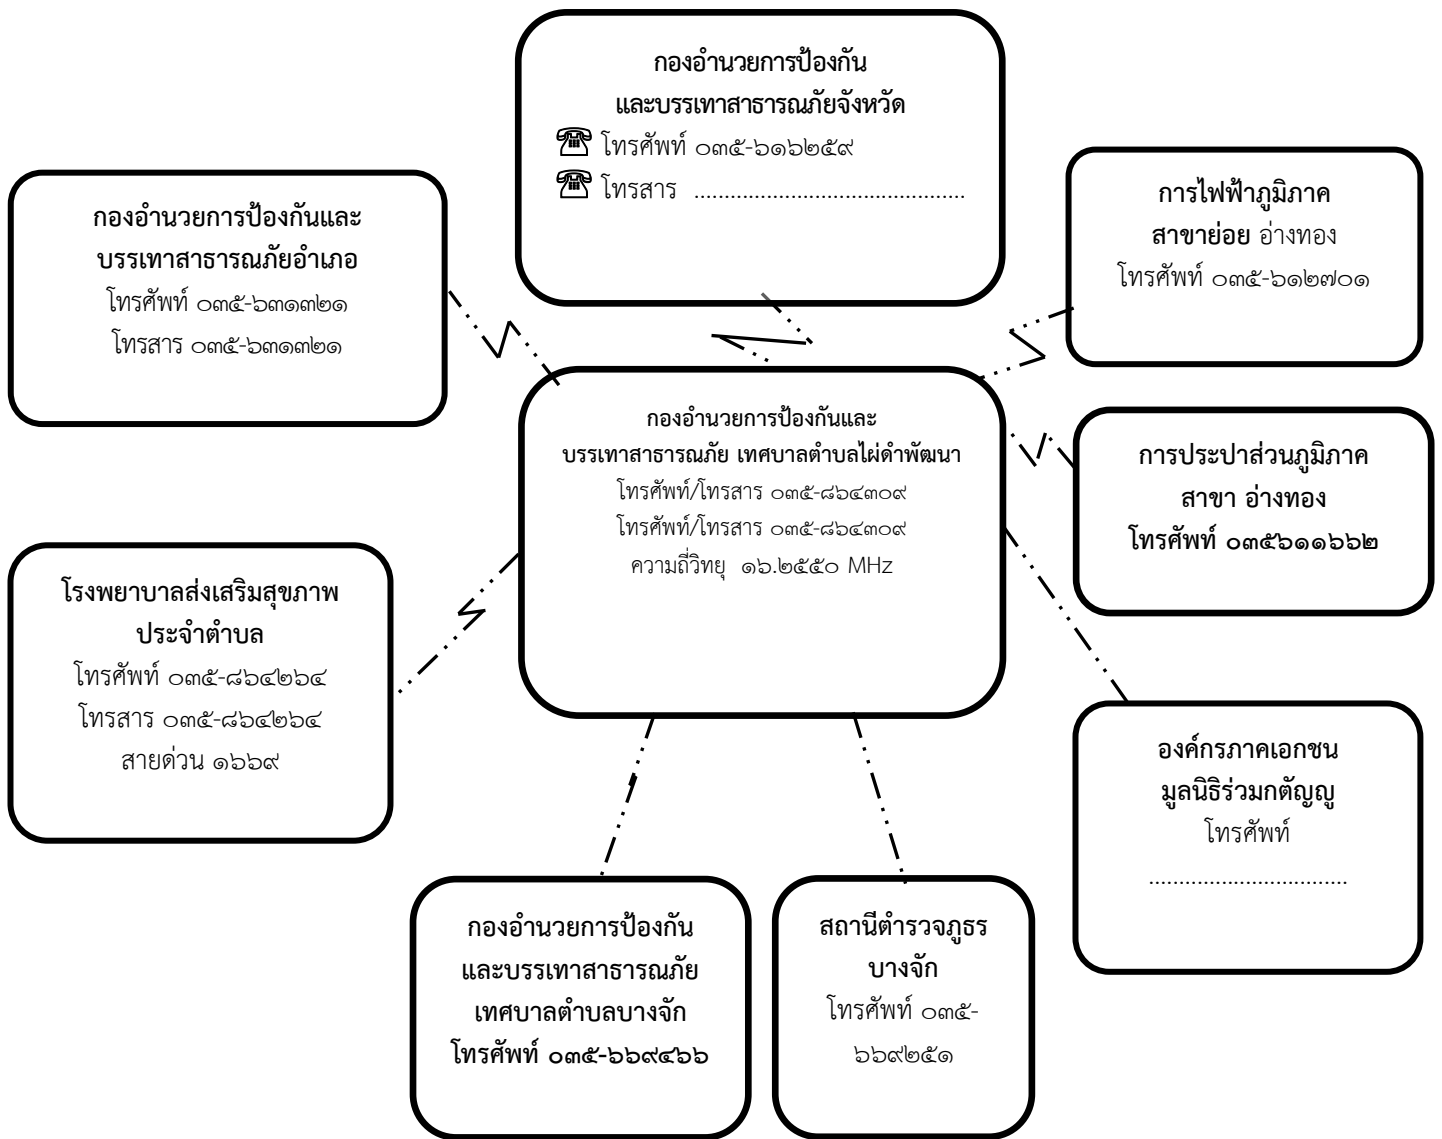 กองอำนวยการป้องกัน
และบรรเทาสาธารณภัยจังหวัด
☎ โทรศัพท์ ๐๓๕-๖๑๖๒๕๙
☎ โทรสาร .............................................
กองอำนวยการป้องกันและ
บรรเทาสาธารณภัยอำเภอ
โทรศัพท์ ๐๓๕-๖๓๑๓๒๑
โทรสาร ๐๓๕-๖๓๑๓๒๑
การไฟฟ้าภูมิภาค
สาขาย่อย อ่างทอง
โทรศัพท์ ๐๓๕-๖๑๒๗๐๑
กองอำนวยการป้องกันและ
บรรเทาสาธารณภัย เทศบาลตำบลไผ่ดำพัฒนา
โทรศัพท์/โทรสาร ๐๓๕-๘๖๔๓๐๙
โทรศัพท์/โทรสาร ๐๓๕-๘๖๔๓๐๙
ความถี่วิทยุ ๑๖.๒๕๕๐ MHz
การประปาส่วนภูมิภาค
สาขา อ่างทอง
โทรศัพท์ ๐๓๕๖๑๑๖๖๒
โรงพยาบาลส่งเสริมสุขภาพ
ประจำตำบล
โทรศัพท์ ๐๓๕-๘๖๔๒๖๔
โทรสาร ๐๓๕-๘๖๔๒๖๔
สายด่วน ๑๖๖๙
องค์กรภาคเอกชน
มูลนิธิร่วมกตัญญู
โทรศัพท์
.................................
กองอำนวยการป้องกัน
และบรรเทาสาธารณภัย
เทศบาลตำบลบางจัก
โทรศัพท์ ๐๓๕-๖๖๙๔๖๖
สถานีตำรวจภูธร
บางจัก
โทรศัพท์ ๐๓๕-
๖๖๙๒๕๑